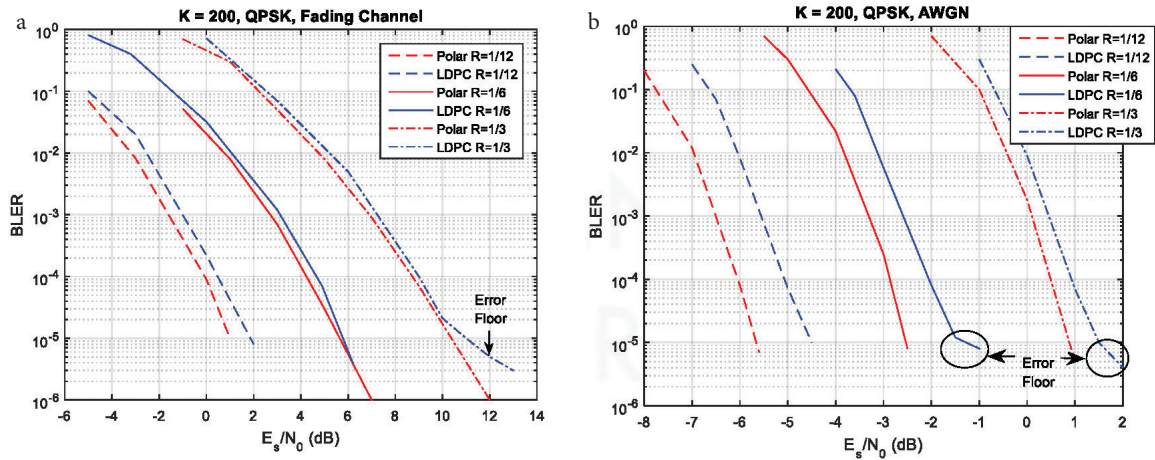 a
K = 200, QPSK, Fading Channel
10^0
10^-1
10^-2
10^-3
10^-4
10^-5
10^-6
BLER
Polar R=1/12
LDPC R=1/12
Polar R=1/6
LDPC R=1/6
Polar R=1/3
LDPC R=1/3
Error
Floor
-6 -4 -2 0 2 4 6 8 10 12 14
E_s/N_0 (dB)
b
K = 200, QPSK, AWGN
10^0
10^-1
10^-2
10^-3
10^-4
10^-5
10^-6
BLER
Polar R=1/12
LDPC R=1/12
Polar R=1/6
LDPC R=1/6
Polar R=1/3
LDPC R=1/3
Error
Floor
-8 -7 -6 -5 -4 -3 -2 -1 0 1 2
E_s/N_0 (dB)